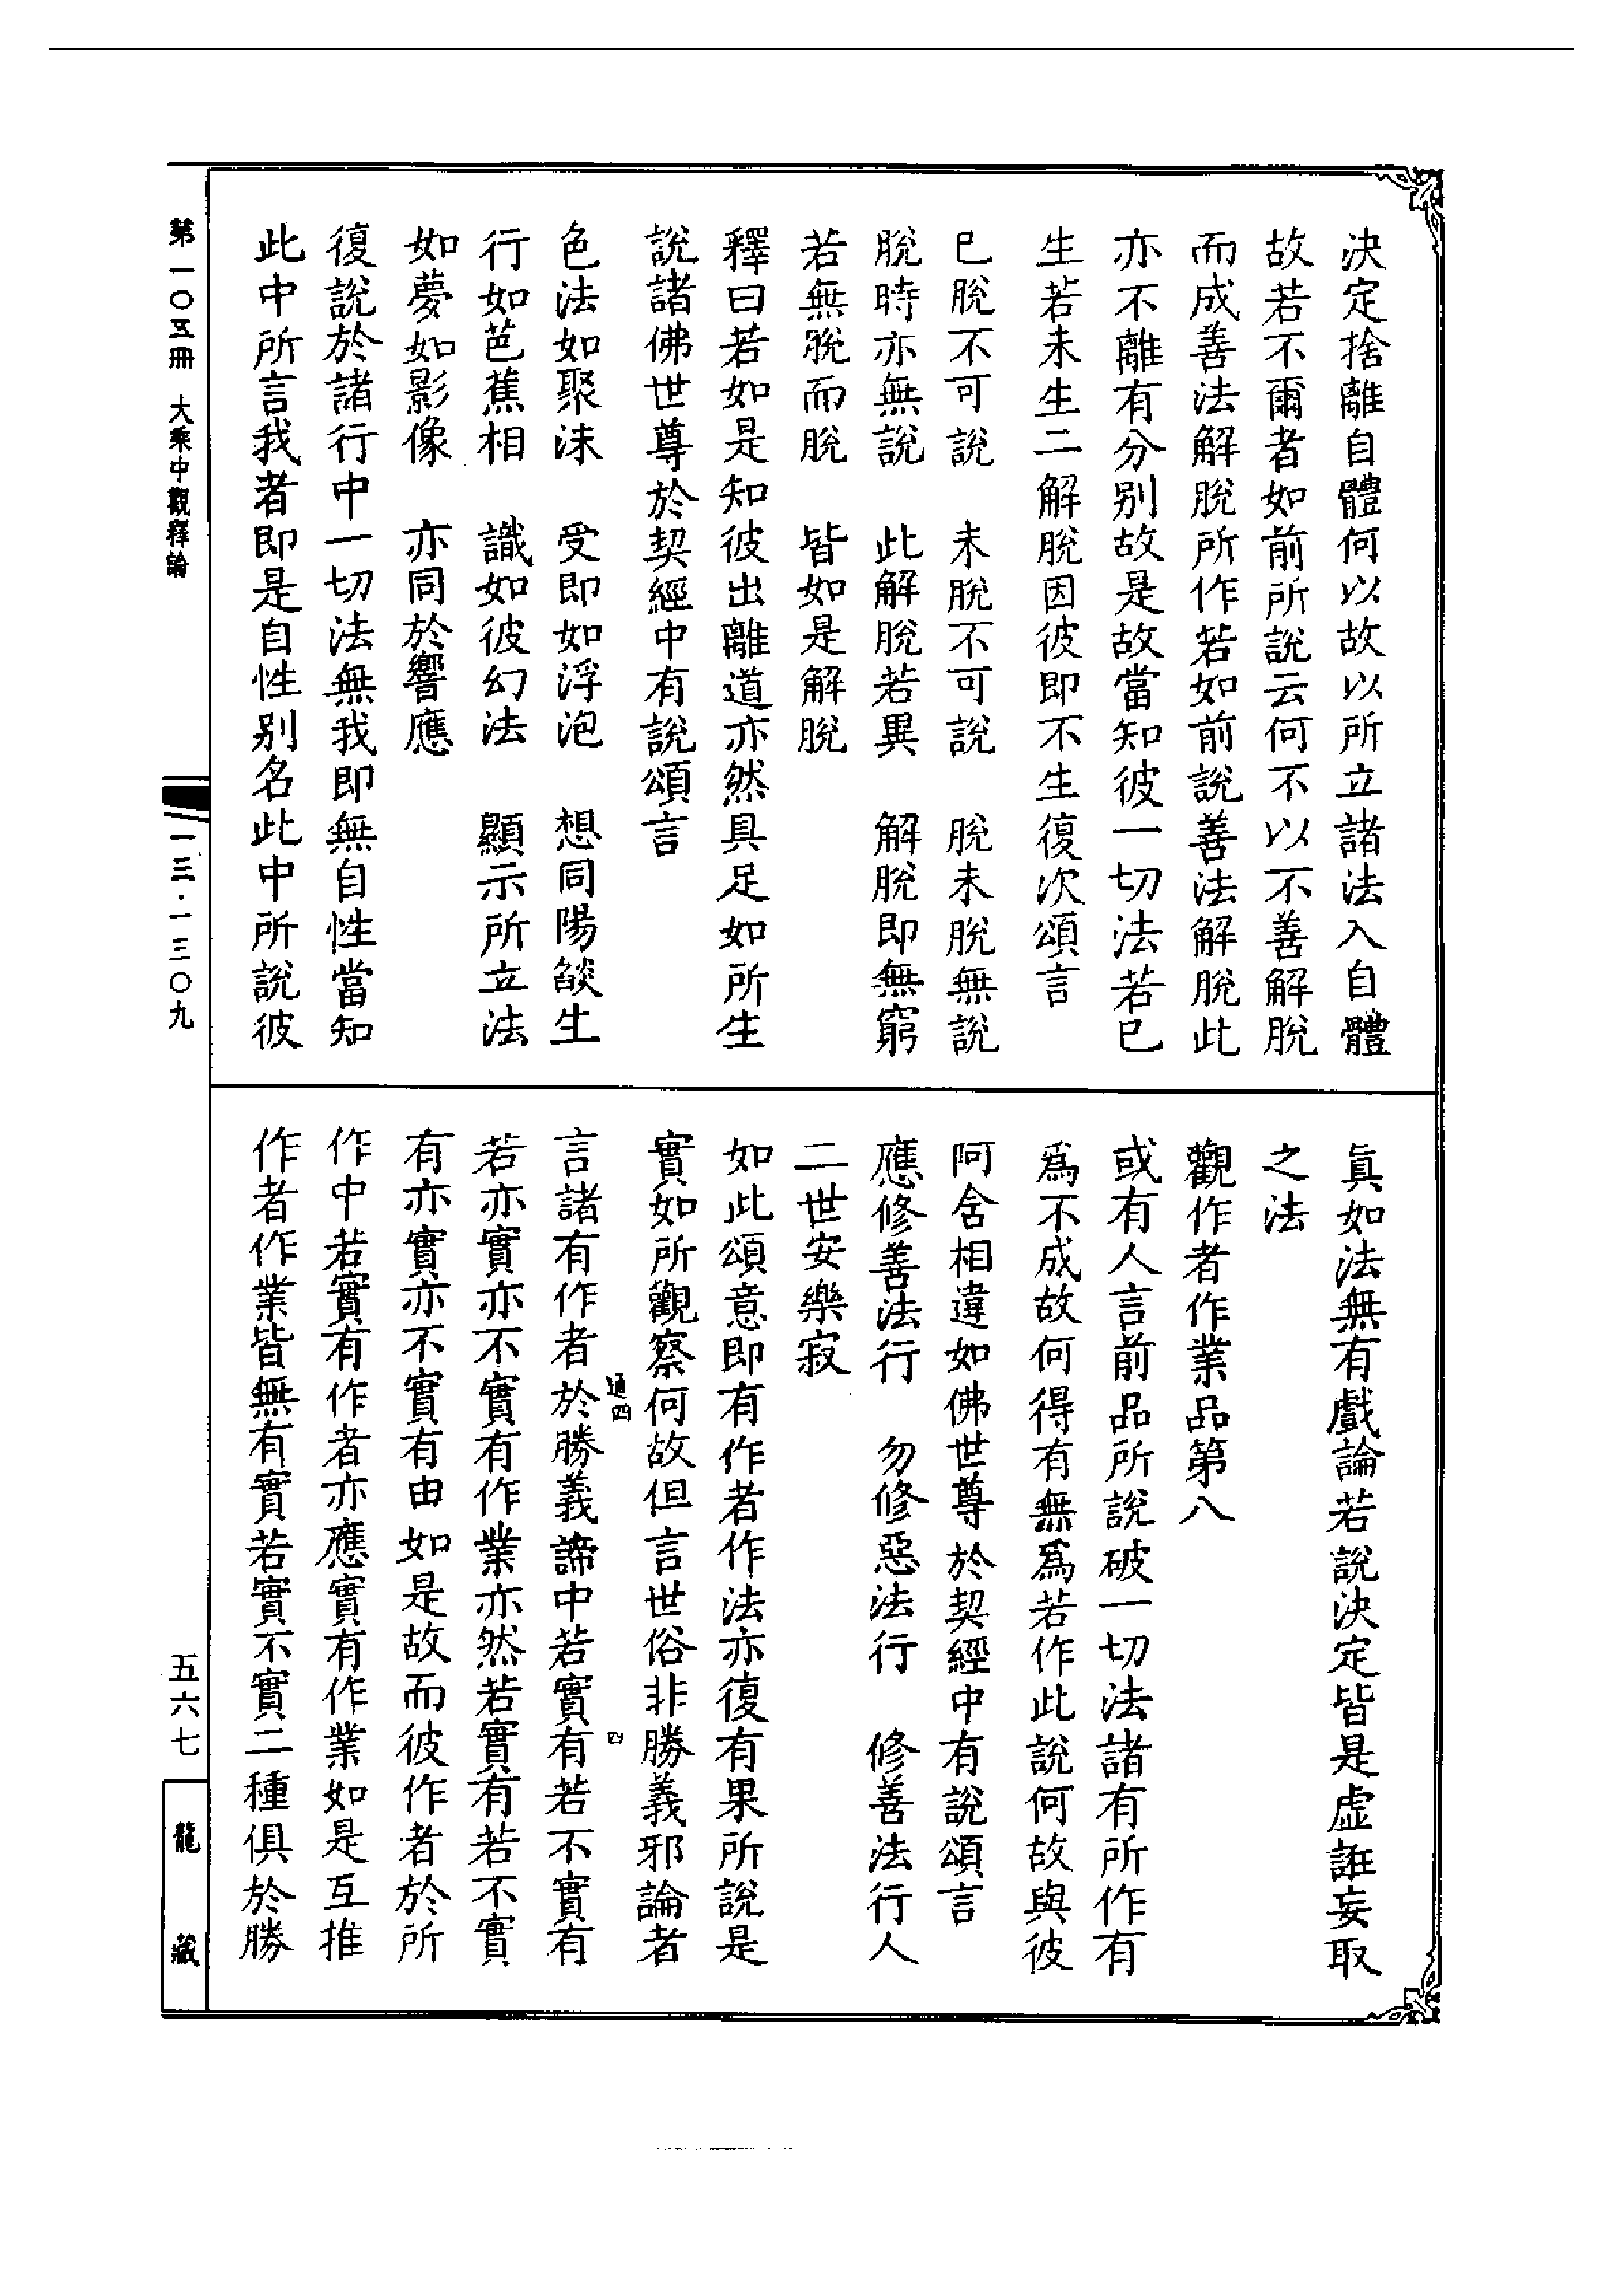 决定捨離自體何以故以所立諸法入自體
故若不爾者如前所說云何不以不善解脫
而成善法解脫所作若如前說善法解脫此
亦不離有分別故是故當知彼一切法若已
生若未生二解脫因彼即不生復次頌言
已脫不可說　未脫不可說　脫未脫無說
脫時亦無說　此解脫若異　解脫即無窮
若無脫而脫　皆如是解脫
釋曰若如是知彼出離道亦然具足如所生
說諸佛世尊於契經中有說頌言
色法如聚沫　受即如浮泡　想同陽燄生
行如芭蕉相　識如彼幻法　顯示所立法
如夢如影像　亦同於響應
復說於諸行中一切法無我即無自性當知
此中所言我者即是自性別名此中所說彼
眞如法無有戲論若說決定皆是虛誑妄取
之法
觀作者作業品第八
或有人言前品所說破一切法諸有所作有
爲不成故何得有無爲若作此說何故與彼
阿含相違如佛世尊於契經中有說頌言
應修善法行　勿修惡法行　修善法行人
二世安樂寂
如此頌意即有作者作法亦復有果所說是
實如所觀察何故但言世俗非勝義邪論者
言諸有作者於勝義諦中若實有若不實有
通四
四
若亦實亦不實有作業亦然若實有若不實
有亦實亦不實有由如是故而彼作者於所
作中若實有作者亦應實有作業如是互推
作者作業皆無有實若實不實二種俱於勝
第一〇五冊　大乘中觀釋論
一三·一三〇九
五六七
龍藏